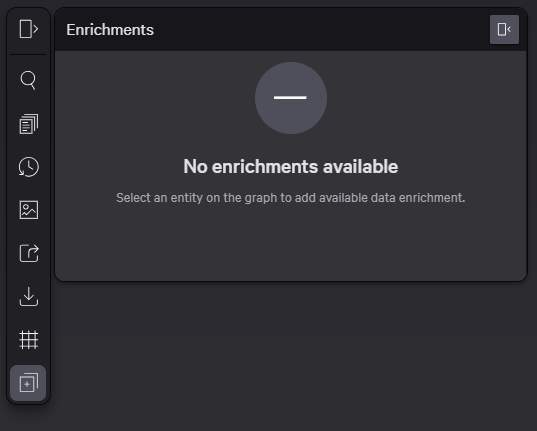 Enrichments
No enrichments available
Select an entity on the graph to add available data enrichment.